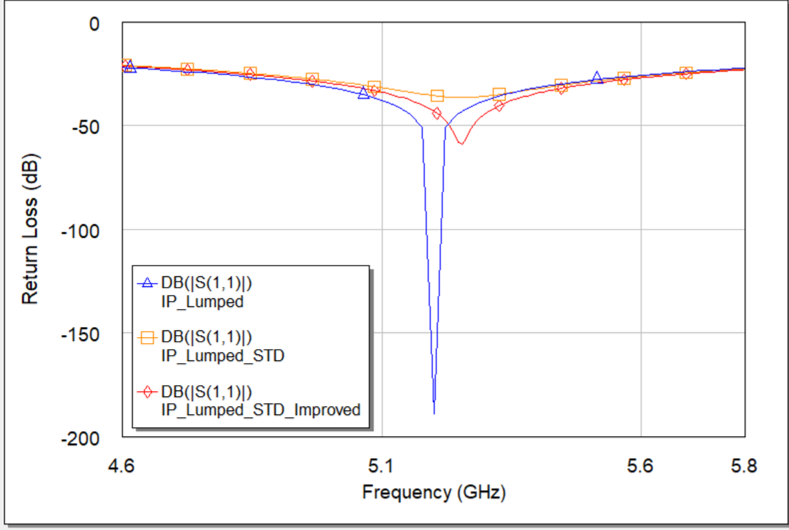 0
-50
-100
-150
-200
Return Loss (dB)
DB(|S(1,1)|)
IP_Lumped
DB(|S(1,1)|)
IP_Lumped_STD
DB(|S(1,1)|)
IP_Lumped_STD_Improved
4.6 5.1 5.6 5.8
Frequency (GHz)